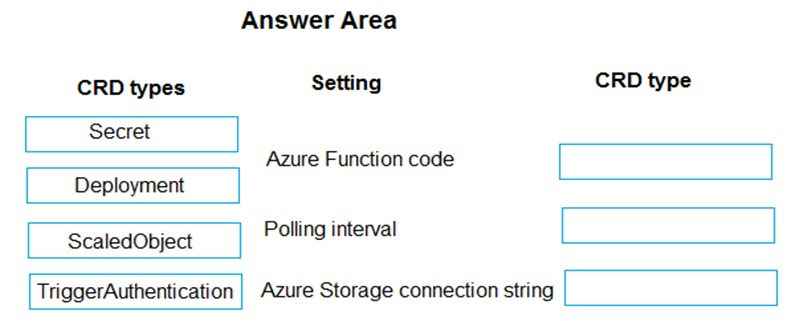 Answer Area
CRD types
Setting
CRD type
Secret
Azure Function code
Deployment
Polling interval
ScaledObject
TriggerAuthentication
Azure Storage connection string